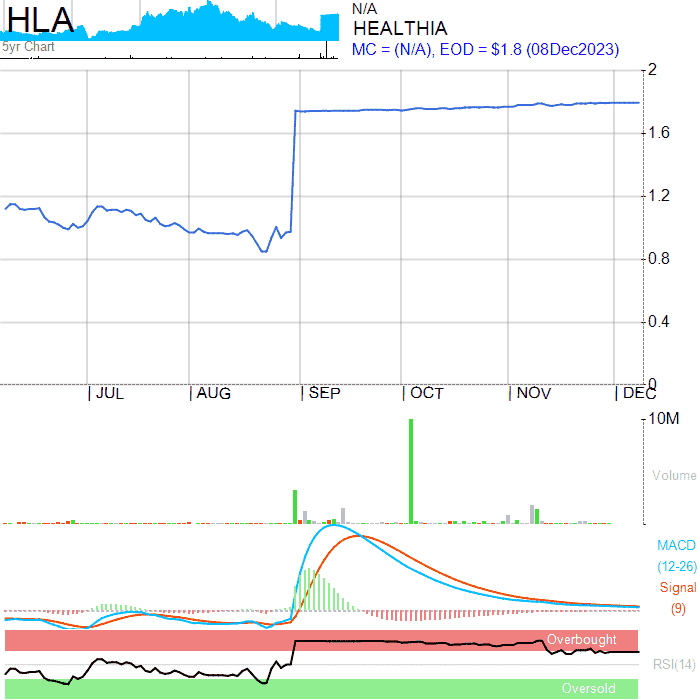 HLA
5yr Chart
N/A
HEALTHIA
MC = (N/A), EOD = $1.8 (08Dec2023)
2
1.6
1.2
0.8
0.4
0
JUL AUG SEP OCT NOV DEC
10M
Volume
MACD
(12-26)
Signal
(9)
Overbought
RSI(14)
Oversold